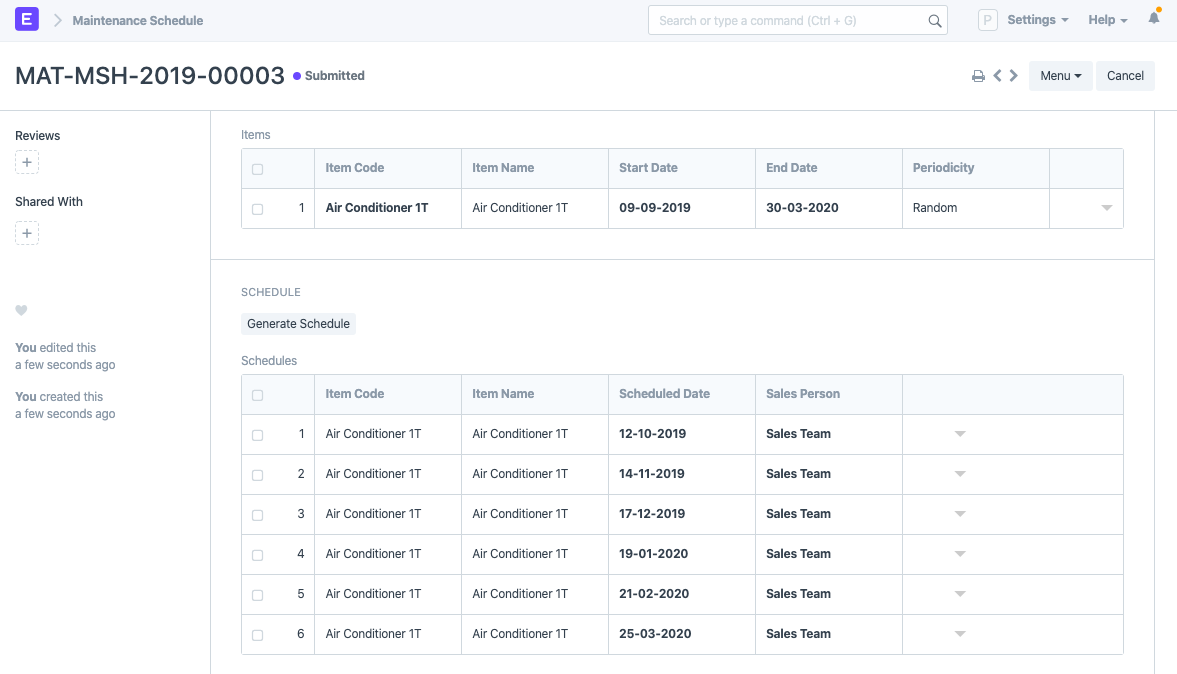 E Maintenance Schedule Search or type a command (Ctrl + G) P Settings Help
MAT-MSH-2019-00003 Submitted Menu Cancel
Reviews
+
Shared With
+
You edited this
a few seconds ago
You created this
a few seconds ago
Items
Item Code Item Name Start Date End Date Periodicity
1 Air Conditioner 1T Air Conditioner 1T 09-09-2019 30-03-2020 Random
SCHEDULE
Generate Schedule
Schedules
Item Code Item Name Scheduled Date Sales Person
1 Air Conditioner 1T Air Conditioner 1T 12-10-2019 Sales Team
2 Air Conditioner 1T Air Conditioner 1T 14-11-2019 Sales Team
3 Air Conditioner 1T Air Conditioner 1T 17-12-2019 Sales Team
4 Air Conditioner 1T Air Conditioner 1T 19-01-2020 Sales Team
5 Air Conditioner 1T Air Conditioner 1T 21-02-2020 Sales Team
6 Air Conditioner 1T Air Conditioner 1T 25-03-2020 Sales Team